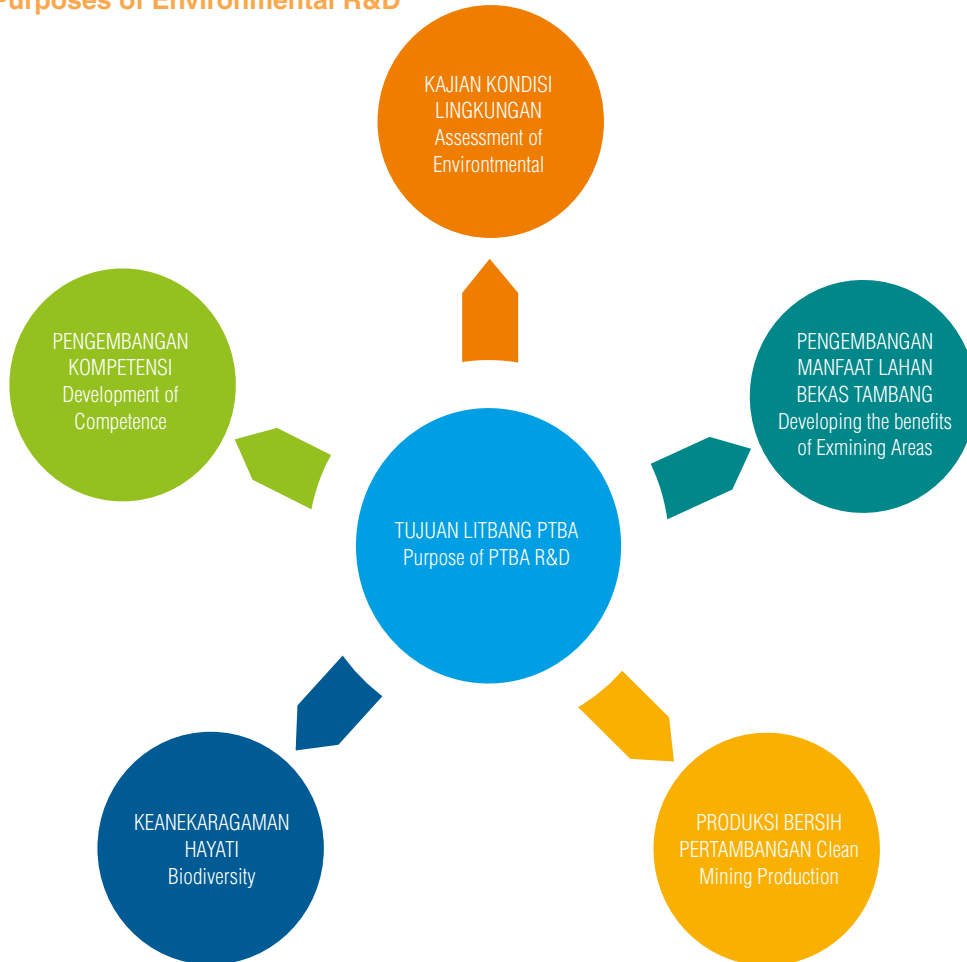 Purposes of Environmental R&D
KAJIAN KONDISI
LINGKUNGAN
Assessment of
Environtmental
PENGEMBANGAN
KOMPETENSI
Development of
Competence
PENGEMBANGAN
MANFAAT LAHAN
BEKAS TAMBANG
Developing the benefits
of Exmining Areas
TUJUAN LITBANG PTBA
Purpose of PTBA R&D
KEANEKARAGAMAN
HAYATI
Biodiversity
PRODUKSI BERSIH
PERTAMBANGAN Clean
Mining Production